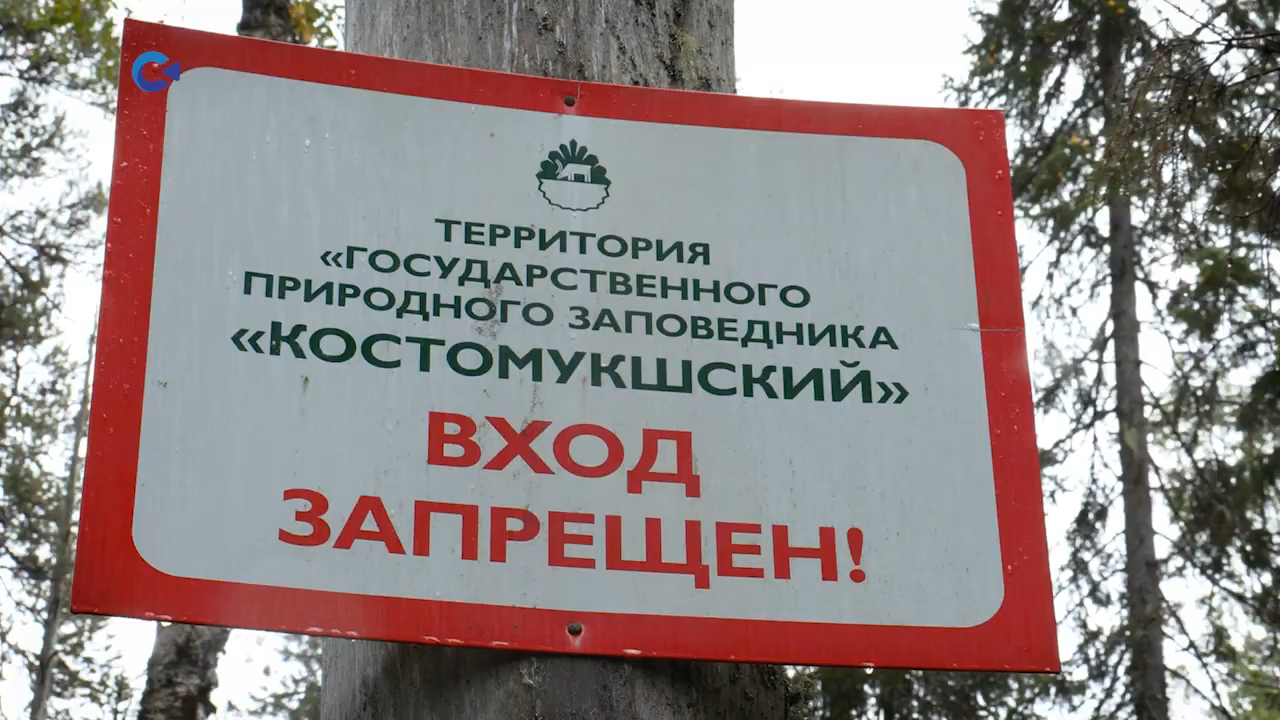 ТЕРРИТОРИЯ
«ГОСУДАРСТВЕННОГО
ПРИРОДНОГО ЗАПОВЕДНИКА
«КОСТОМУКШСКИЙ»
ВХОД
ЗАПРЕЩЕН!